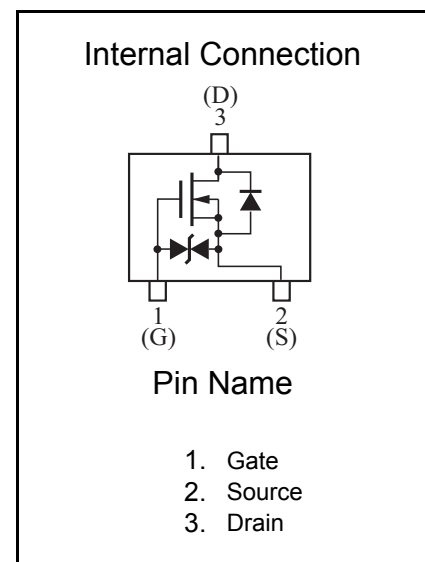 Internal Connection
(D)
3
1
(G)
2
(S)
Pin Name
1. Gate
2. Source
3. Drain